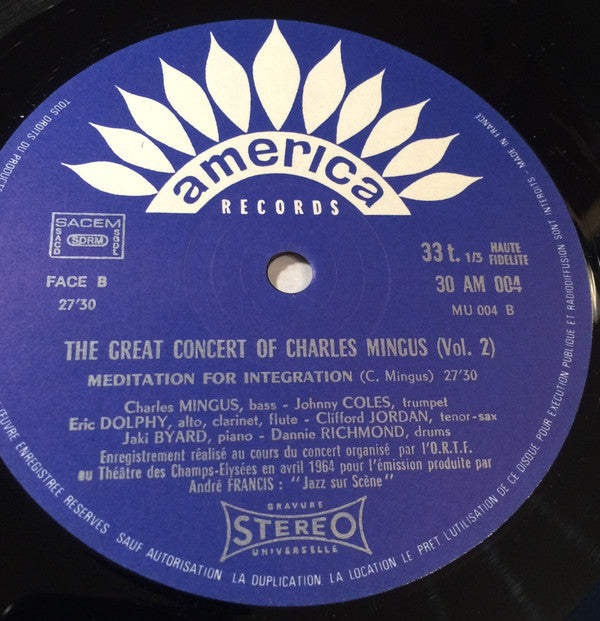 america
RECORDS
SACEM
SACD
SDRM
SGDL
FACE B
27'30
33 t. 1/3 HAUTE FIDELITE
30 AM 004
MU 004 B
THE GREAT CONCERT OF CHARLES MINGUS (Vol. 2)
MEDITATION FOR INTEGRATION (C. Mingus) 27'30
Charles MINGUS, bass - Johnny COLES, trumpet
Eric DOLPHY, alto, clarinet, flute - Clifford JORDAN, tenor-sax
Jaki BYARD, piano - Dannie RICHMOND, drums
Enregistrement réalisé au cours du concert organisé par l'O.R.T.F.
au Théâtre des Champs-Elysées en avril 1964 pour l'émission produite par
André FRANCIS : "Jazz sur Scène"
GRAVURE
STEREO
UNIVERSELLE
TOUS DROITS DU PRODUCTE
L'ŒUVRE ENREGISTREE RESERVES SAUF AUTORISATION LA DUPLICATION LA LOCATION LE PRET L'UTILISATION DE CE DISQUE POUR EXECUTION PUBLIQUE ET RADIODIFFUSION SONT INTERDITS - MADE IN FRANCE